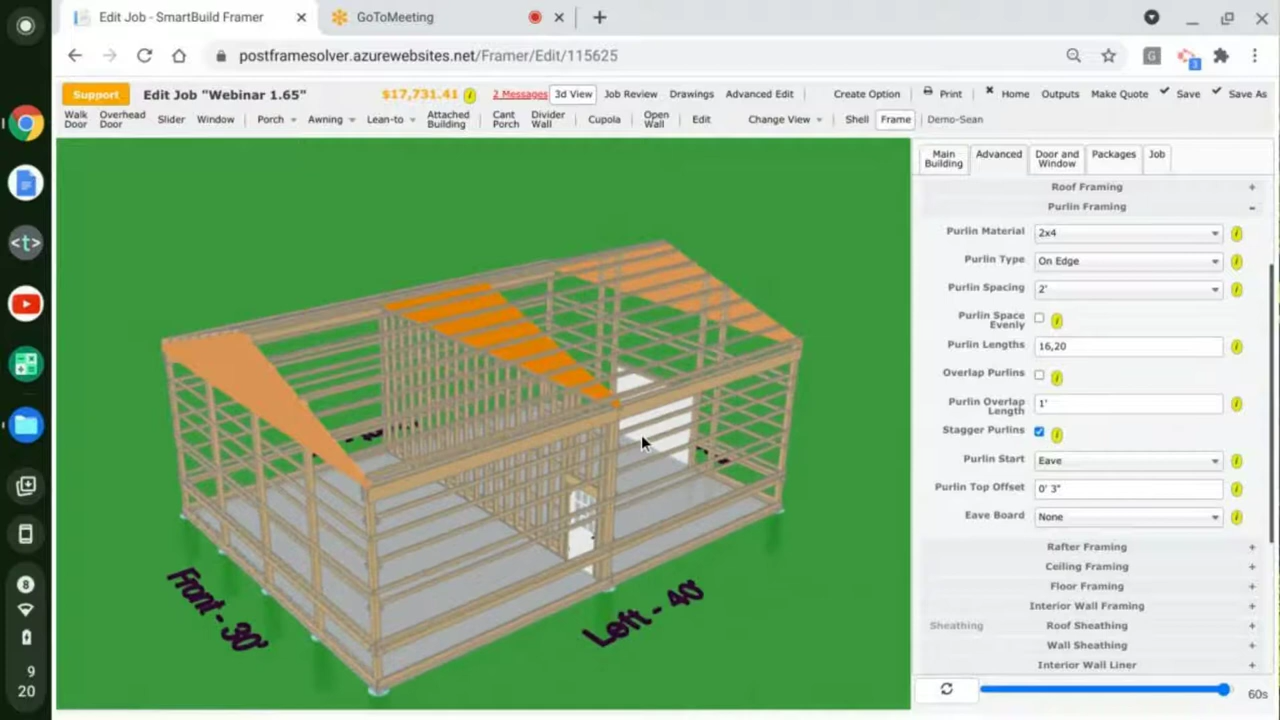 Edit Job - SmartBuild Framer
GoToMeeting
postframesolver.azurewebsites.net/Framer/Edit/115625
G
3
Support
Edit Job "Webinar 1.65"
$17,731.41
i
2 Messages
3d View
Job Review
Drawings
Advanced Edit
Create Option
Print
Home
Outputs
Make Quote
Save
Save As
Walk Door
Overhead Door
Slider
Window
Porch
Awning
Lean-to
Attached Building
Cant Porch
Divider Wall
Cupola
Open Wall
Edit
Change View
Shell
Frame
Demo-Sean
Main Building
Advanced
Door and Window
Packages
Job
Roof Framing +
Purlin Framing -
Purlin Material 2x4 i
Purlin Type On Edge i
Purlin Spacing 2' i
Purlin Space Evenly i
Purlin Lengths 16,20 i
Overlap Purlins i
Purlin Overlap Length 1' i
Stagger Purlins i
Purlin Start Eave i
Purlin Top Offset 0' 3" i
Eave Board None i
Rafter Framing +
Ceiling Framing +
Floor Framing +
Interior Wall Framing +
Sheathing Roof Sheathing +
Wall Sheathing +
Interior Wall Liner +
60s
Front - 30'
Left - 40'
<t>
8
9
20